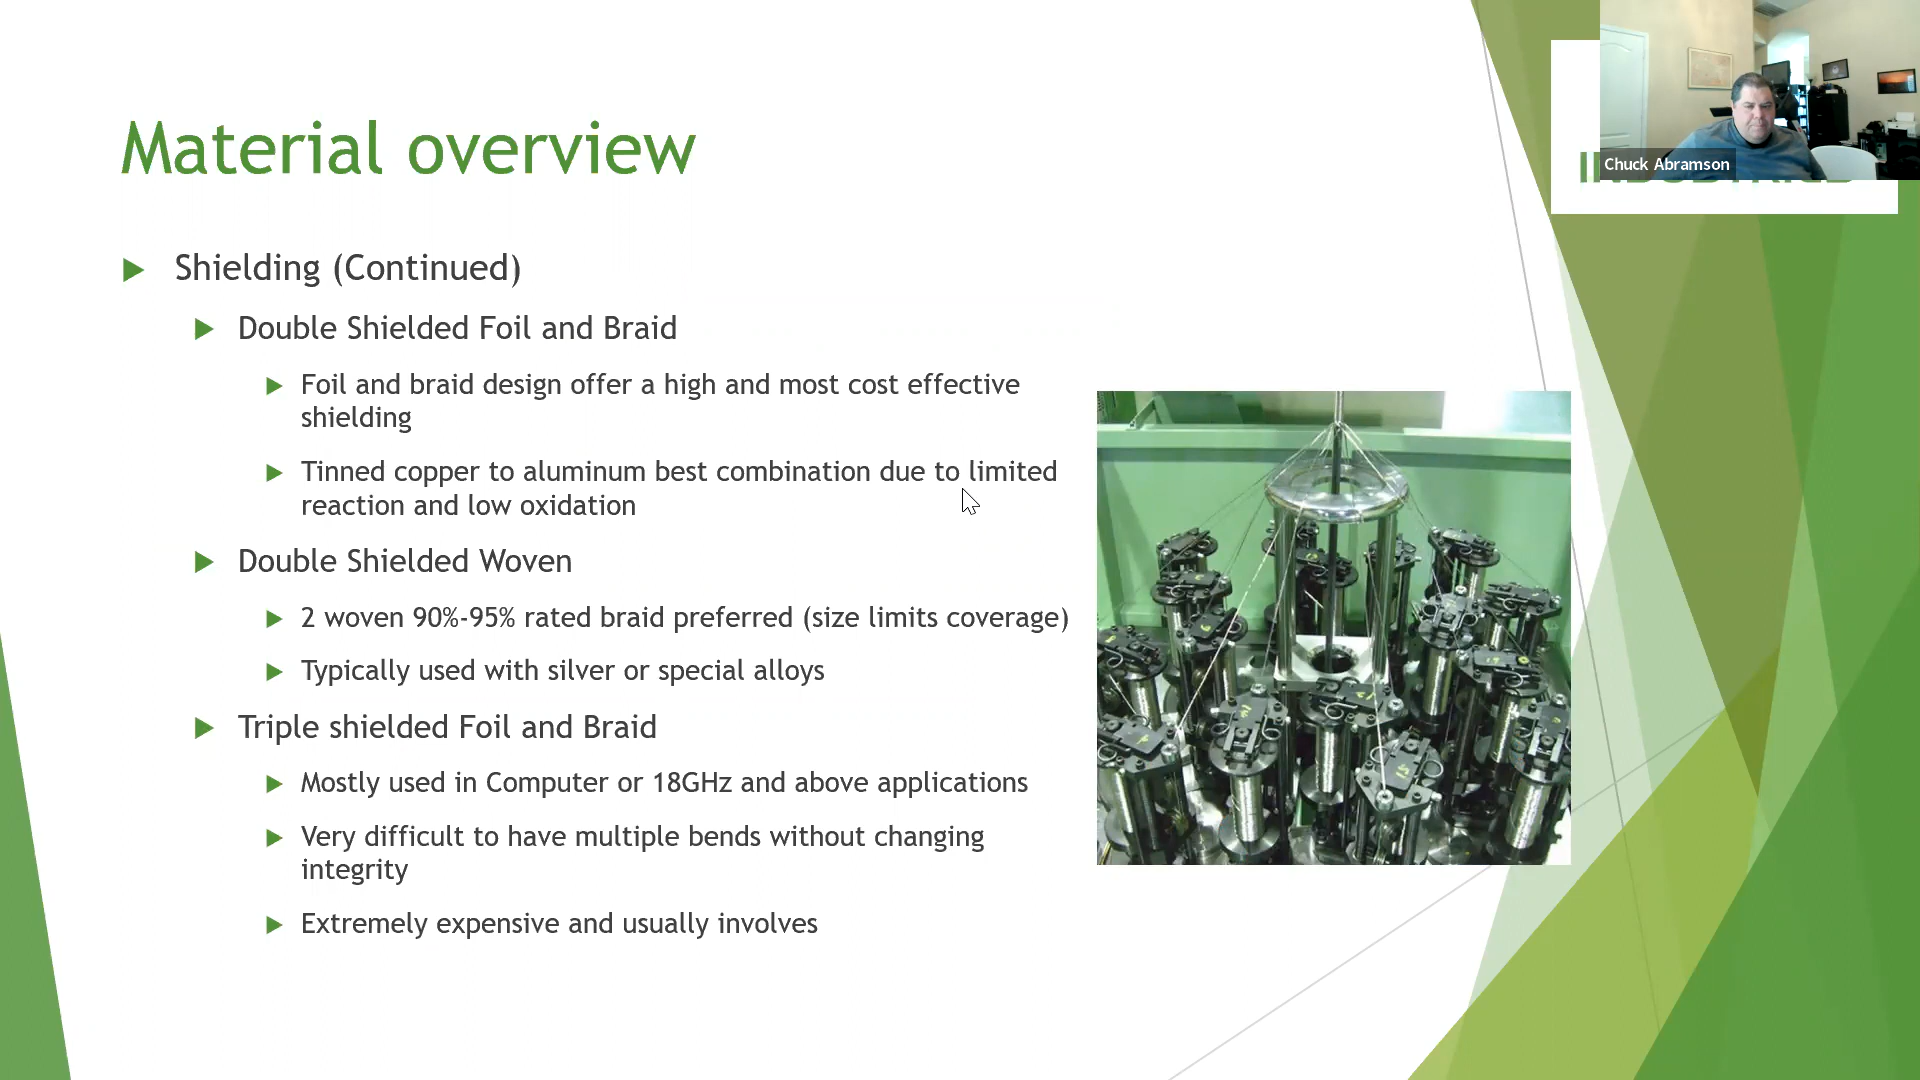 Material overview
Chuck Abramson
Shielding (Continued)
Double Shielded Foil and Braid
Foil and braid design offer a high and most cost effective
shielding
Tinned copper to aluminum best combination due to limited
reaction and low oxidation
Double Shielded Woven
2 woven 90%-95% rated braid preferred (size limits coverage)
Typically used with silver or special alloys
Triple shielded Foil and Braid
Mostly used in Computer or 18GHz and above applications
Very difficult to have multiple bends without changing
integrity
Extremely expensive and usually involves